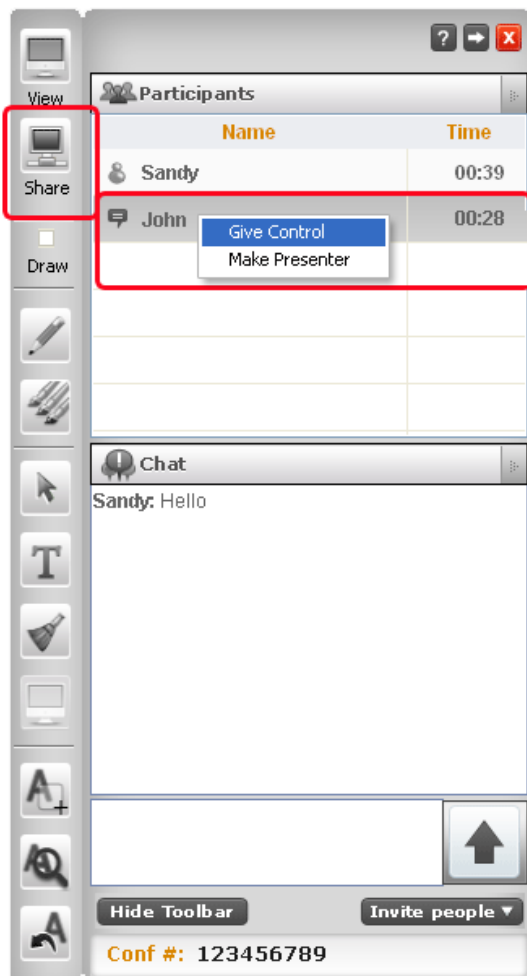 ?
X
View
Participants
Name Time
Share
Sandy 00:39
John 00:28
Give Control
Make Presenter
Draw
Chat
Sandy: Hello
T
A
A
A
Hide Toolbar Invite people
Conf #: 123456789